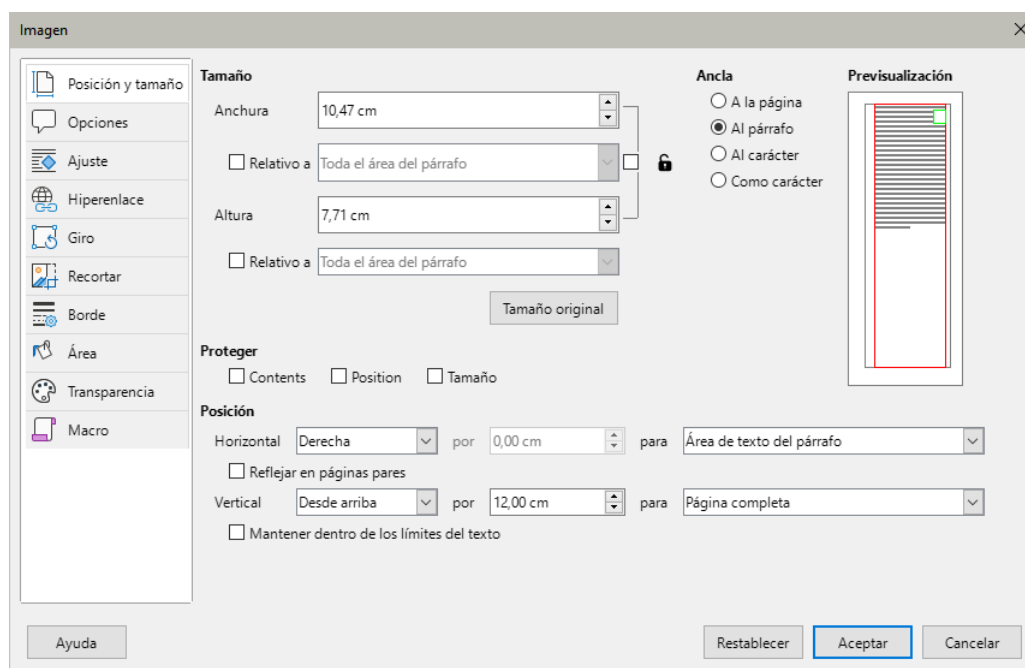 Imagen
Posición y tamaño
Opciones
Ajuste
Hiperenlace
Giro
Recortar
Borde
Área
Transparencia
Macro
Tamaño
Anchura 10,47 cm
Relativo a Toda el área del párrafo
Altura 7,71 cm
Relativo a Toda el área del párrafo
Tamaño original
Ancla
A la página
Al párrafo
Al carácter
Como carácter
Previsualización
Proteger
Contents Position Tamaño
Posición
Horizontal Derecha por 0,00 cm para Área de texto del párrafo
Reflejar en páginas pares
Vertical Desde arriba por 12,00 cm para Página completa
Mantener dentro de los límites del texto
Ayuda Restablecer Aceptar Cancelar